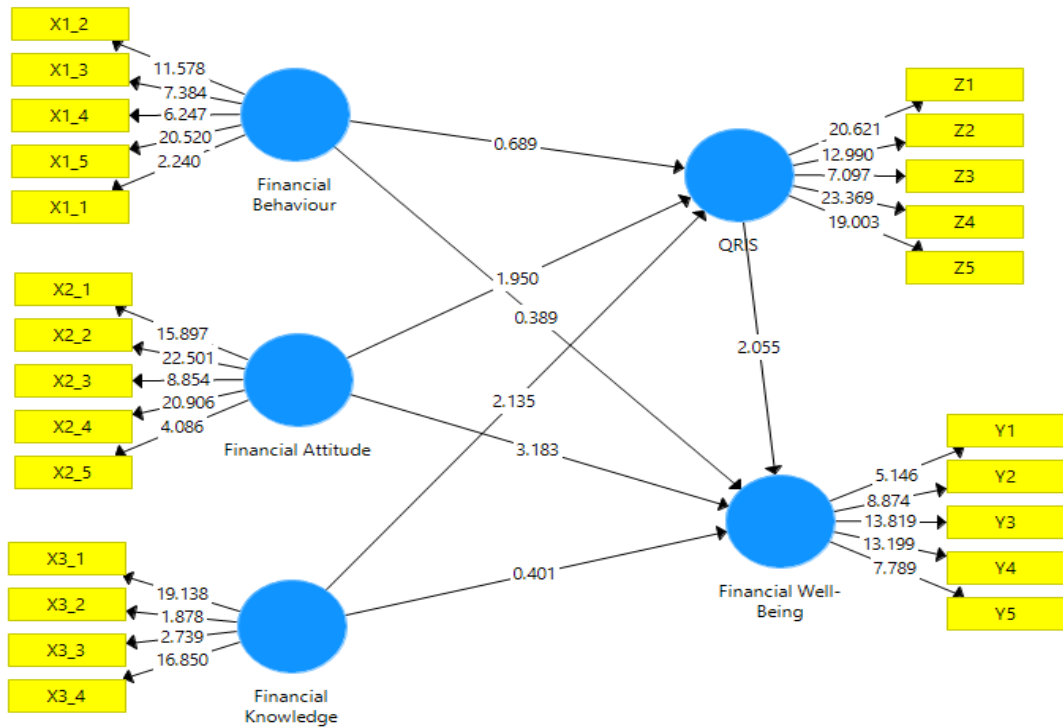 X1_2
X1_3
X1_4
X1_5
X1_1
11.578
7.384
6.247
20.520
2.240
Financial
Behaviour
0.689
Z1
Z2
Z3
Z4
Z5
20.621
12.990
7.097
23.369
19.003
QRIS
X2_1
X2_2
X2_3
X2_4
X2_5
15.897
22.501
8.854
20.906
4.086
Financial Attitude
1.950
0.389
2.055
2.135
3.183
X3_1
X3_2
X3_3
X3_4
19.138
1.878
2.739
16.850
Financial
Knowledge
0.401
Y1
Y2
Y3
Y4
Y5
5.146
8.874
13.819
13.199
7.789
Financial Well-
Being